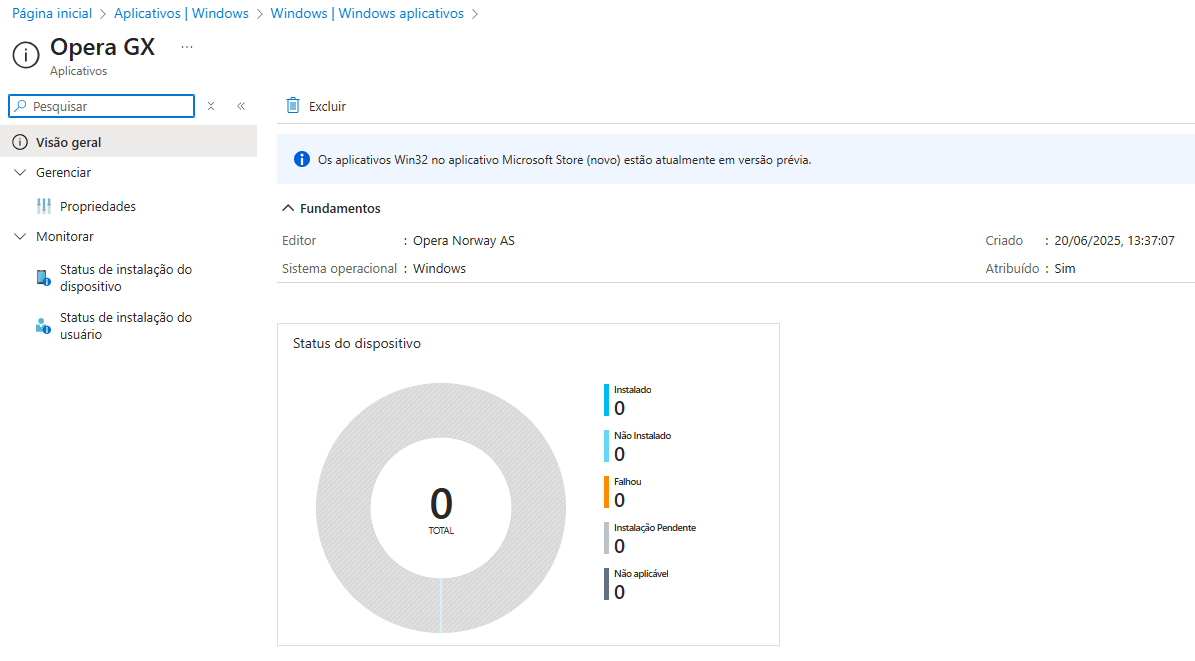 Página inicial > Aplicativos | Windows > Windows | Windows aplicativos >
Opera GX ...
Aplicativos
Pesquisar
Excluir
Visão geral
Os aplicativos Win32 no aplicativo Microsoft Store (novo) estão atualmente em versão prévia.
Gerenciar
Propriedades
Monitorar
Status de instalação do
dispositivo
Status de instalação do
usuário
Fundamentos
Editor : Opera Norway AS
Criado : 20/06/2025, 13:37:07
Sistema operacional : Windows
Atribuído : Sim
Status do dispositivo
0
TOTAL
Instalado
0
Não Instalado
0
Falhou
0
Instalação Pendente
0
Não aplicável
0